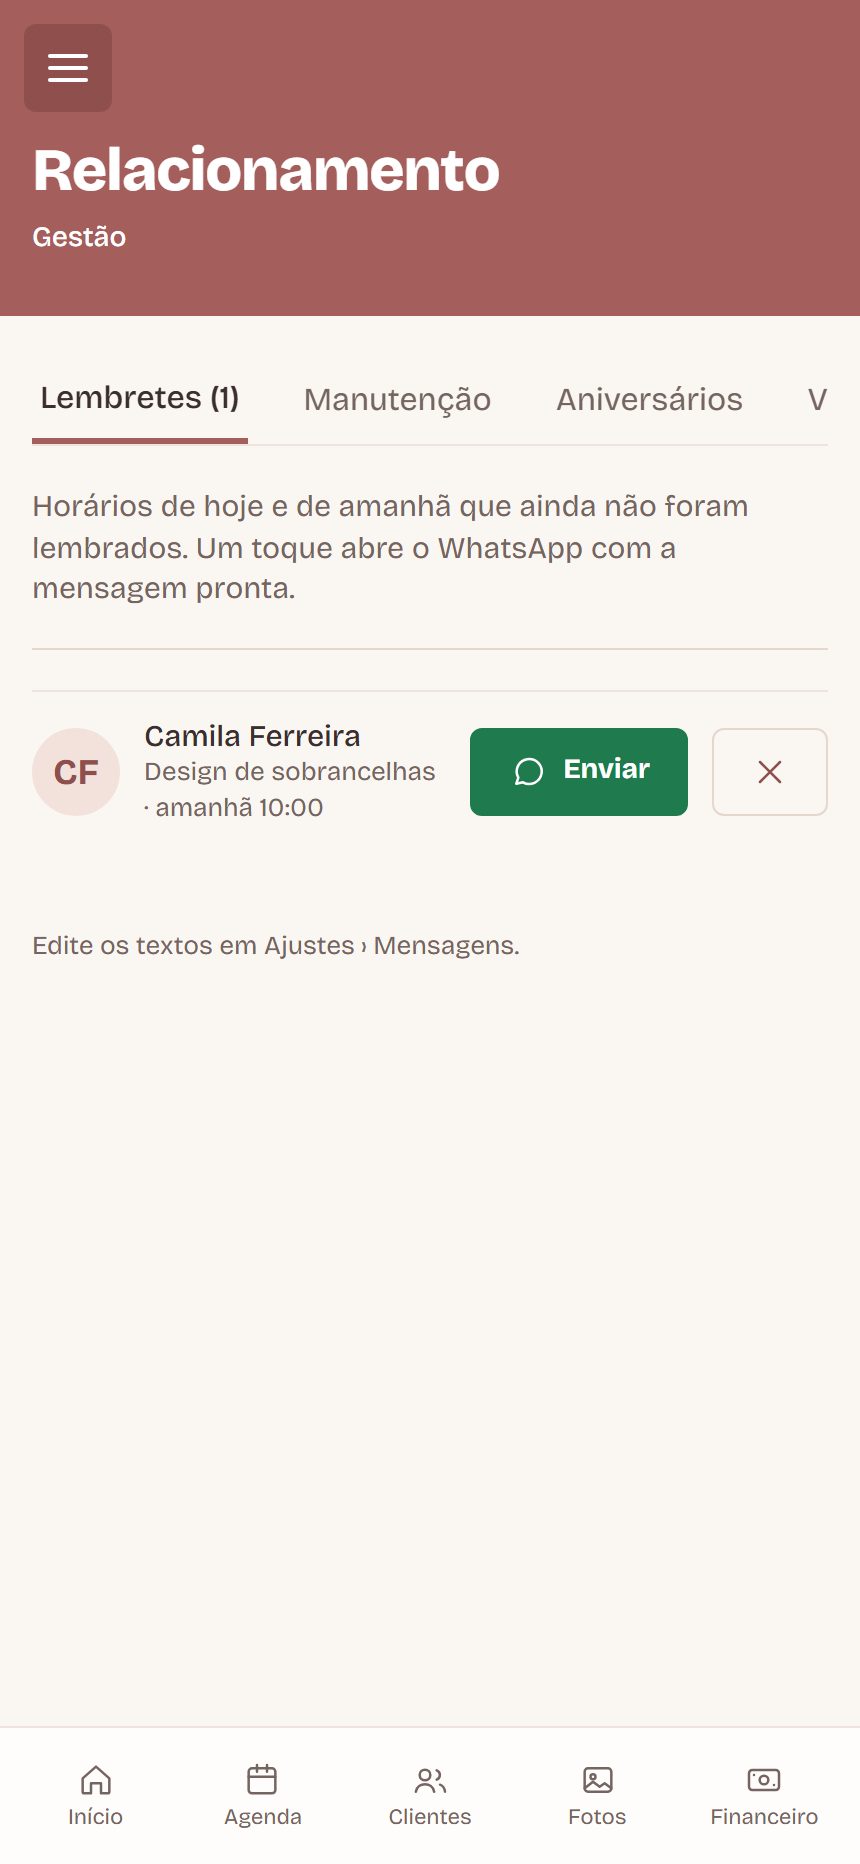 Relacionamento
Gestão
Lembretes (1)
Manutenção
Aniversários
V
Horários de hoje e de amanhã que ainda não foram
lembrados. Um toque abre o WhatsApp com a
mensagem pronta.
CF
Camila Ferreira
Design de sobrancelhas
· amanhã 10:00
Enviar
Edite os textos em Ajustes › Mensagens.
Início
Agenda
Clientes
Fotos
Financeiro